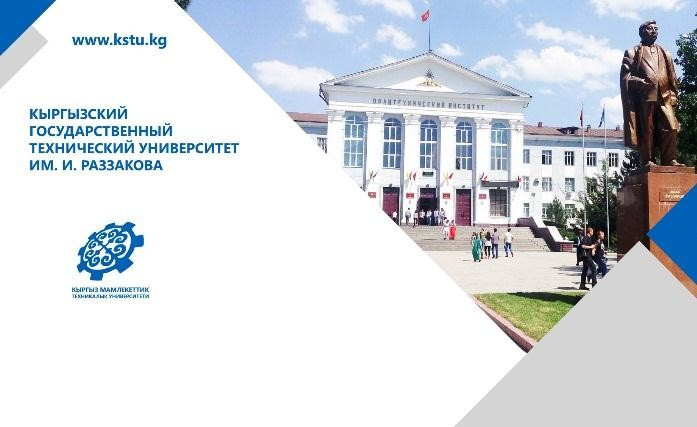 www.kstu.kg
КЫРГЫЗСКИЙ
ГОСУДАРСТВЕННЫЙ
ТЕХНИЧЕСКИЙ УНИВЕРСИТЕТ
ИМ. И. РАЗЗАКОВА
КЫРГЫЗ МАМЛЕКЕТТИК
ТЕХНИКАЛЫК УНИВЕРСИТЕТИ
ПОЛИТЕХНИЧЕСКИЙ ИНСТИТУТ